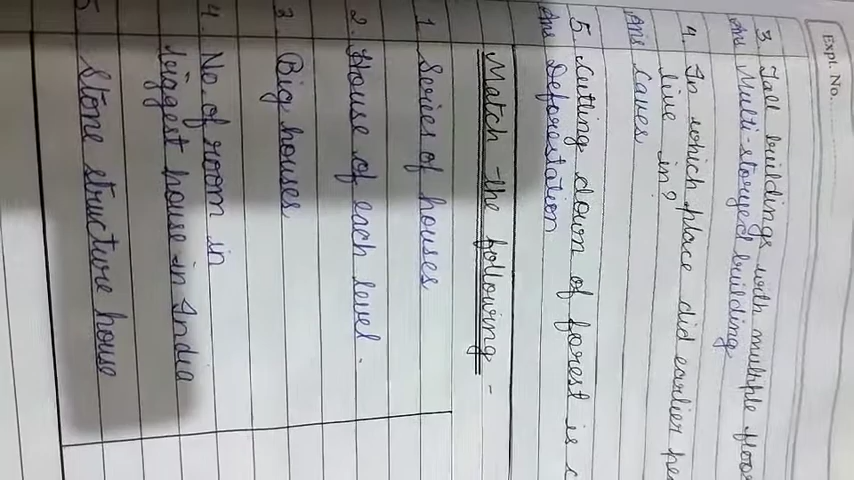 Expt. No.
3. Tall buildings with multiple floo
Ans Multi-storyed building
4. In which place did earlier pe
live in?
Ans Caves
5. Cutting down of forest is c
Ans Deforestation
Match the following -
1. Series of houses
2. House of each level.
3. Big houses
4. No. of room in
biggest house in India
5 Stone structure house